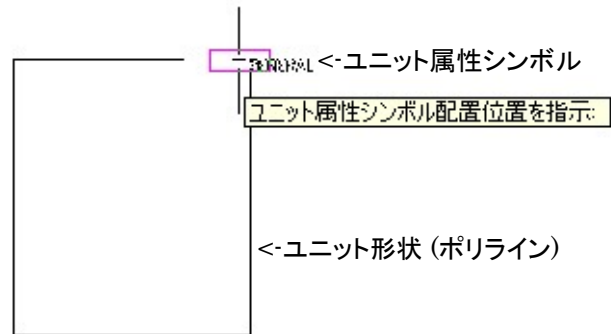 <-ユニット属性シンボル
ユニット属性シンボル配置位置を指示:
<-ユニット形状 (ポリライン)